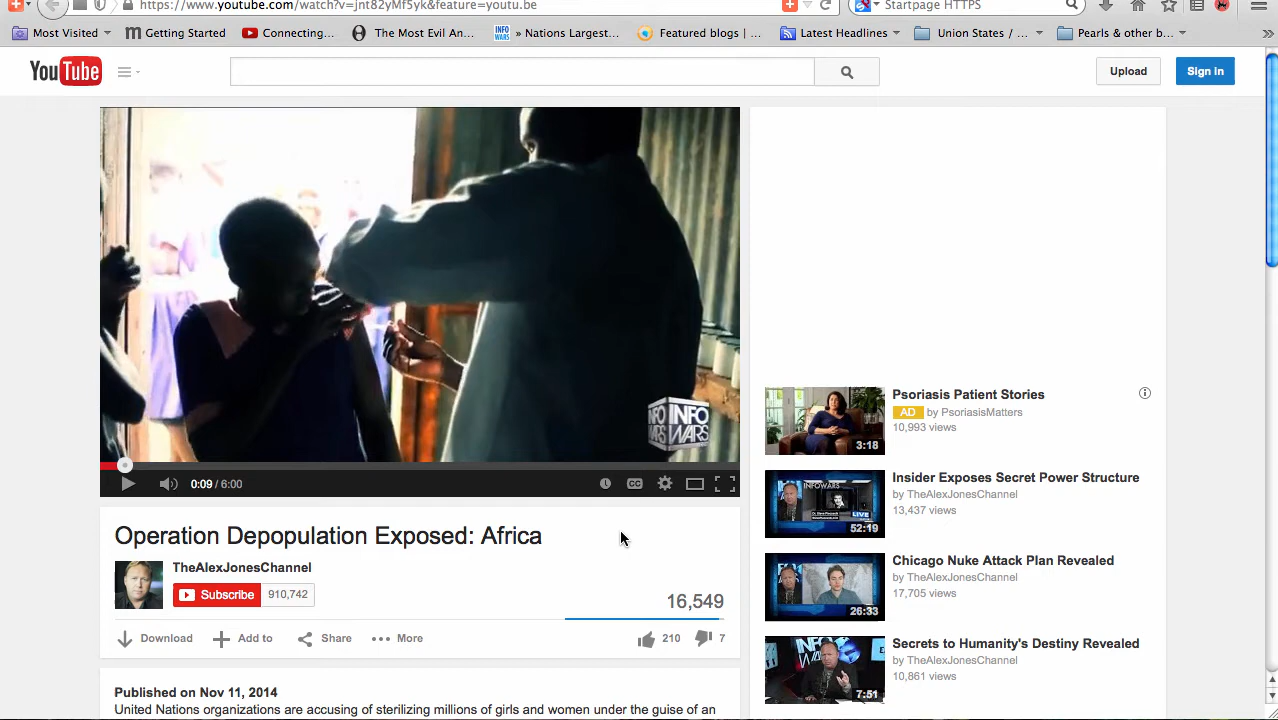 https://www.youtube.com/watch?v=jnt82yMf5yk&feature=youtu.be
Startpage HTTPS
Most Visited
Getting Started
Connecting...
The Most Evil An...
» Nations Largest...
Featured blogs | ...
Latest Headlines
Union States / ...
Pearls & other b...
»
YouTube
Upload
Sign In
INFO WARS
INFO WARS
0:09 / 6:00
CC
Operation Depopulation Exposed: Africa
TheAlexJonesChannel
Subscribe
910,742
16,549
Download
Add to
Share
More
210
7
Published on Nov 11, 2014
United Nations organizations are accusing of sterilizing millions of girls and women under the guise of an
Psoriasis Patient Stories
AD by PsoriasisMatters
10,993 views
3:18
Insider Exposes Secret Power Structure
by TheAlexJonesChannel
13,437 views
INFOWARS
LIVE
52:19
Chicago Nuke Attack Plan Revealed
by TheAlexJonesChannel
17,705 views
26:33
Secrets to Humanity's Destiny Revealed
by TheAlexJonesChannel
10,861 views
7:51